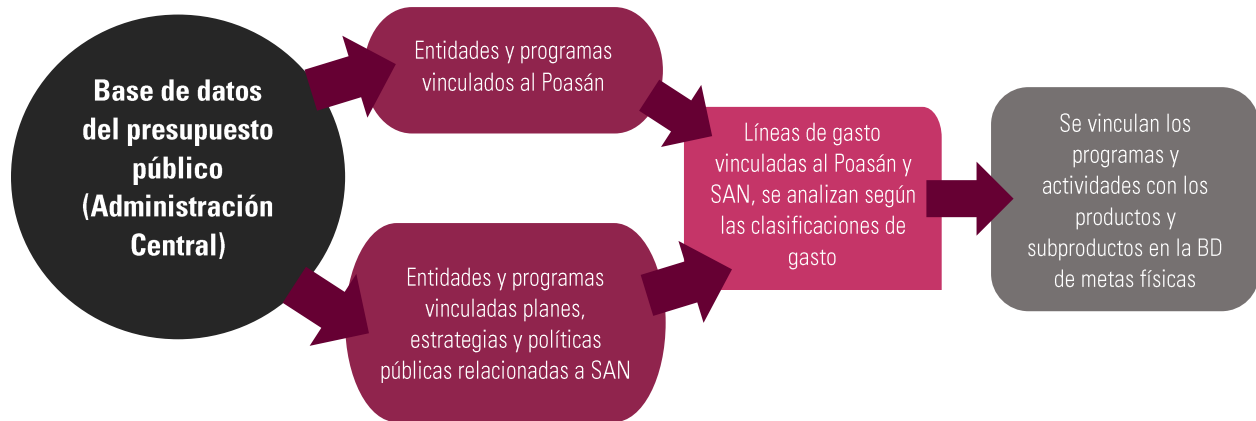 Base de datos
del presupuesto
público
(Administración
Central)
Entidades y programas
vinculados al Poasán
Entidades y programas
vinculadas planes,
estrategias y políticas
públicas relacionadas a SAN
Líneas de gasto
vinculadas al Poasán y
SAN, se analizan según
las clasificaciones de
gasto
Se vinculan los
programas y
actividades con los
productos y
subproductos en la BD
de metas físicas